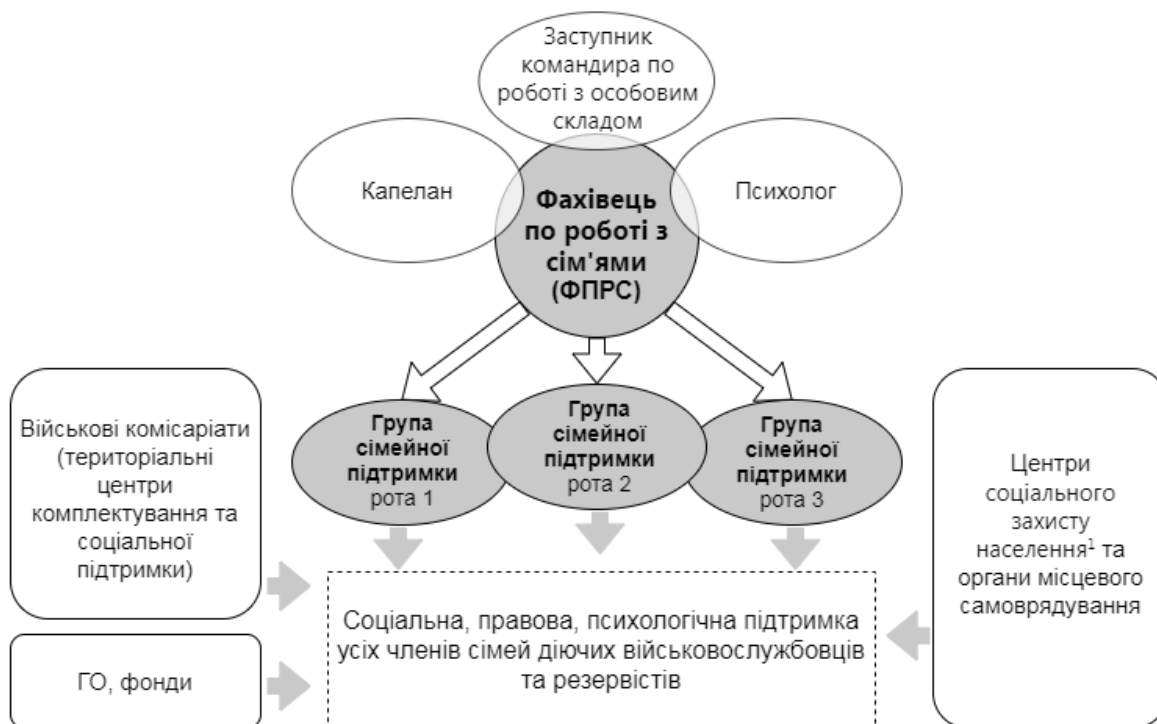 Заступник
командира по
роботі з особовим
складом
Капелан
Психолог
Фахівець
по роботі з
сім'ями
(ФПРС)
Група
сімейної
підтримки
рота 1
Група
сімейної
підтримки
рота 2
Група
сімейної
підтримки
рота 3
Військові комісаріати
(територіальні
центри
комплектування та
соціальної
підтримки)
ГО, фонди
Центри
соціального
захисту
населення¹ та
органи місцевого
самоврядування
Соціальна, правова, психологічна підтримка
усіх членів сімей діючих військовослужбовців
та резервістів